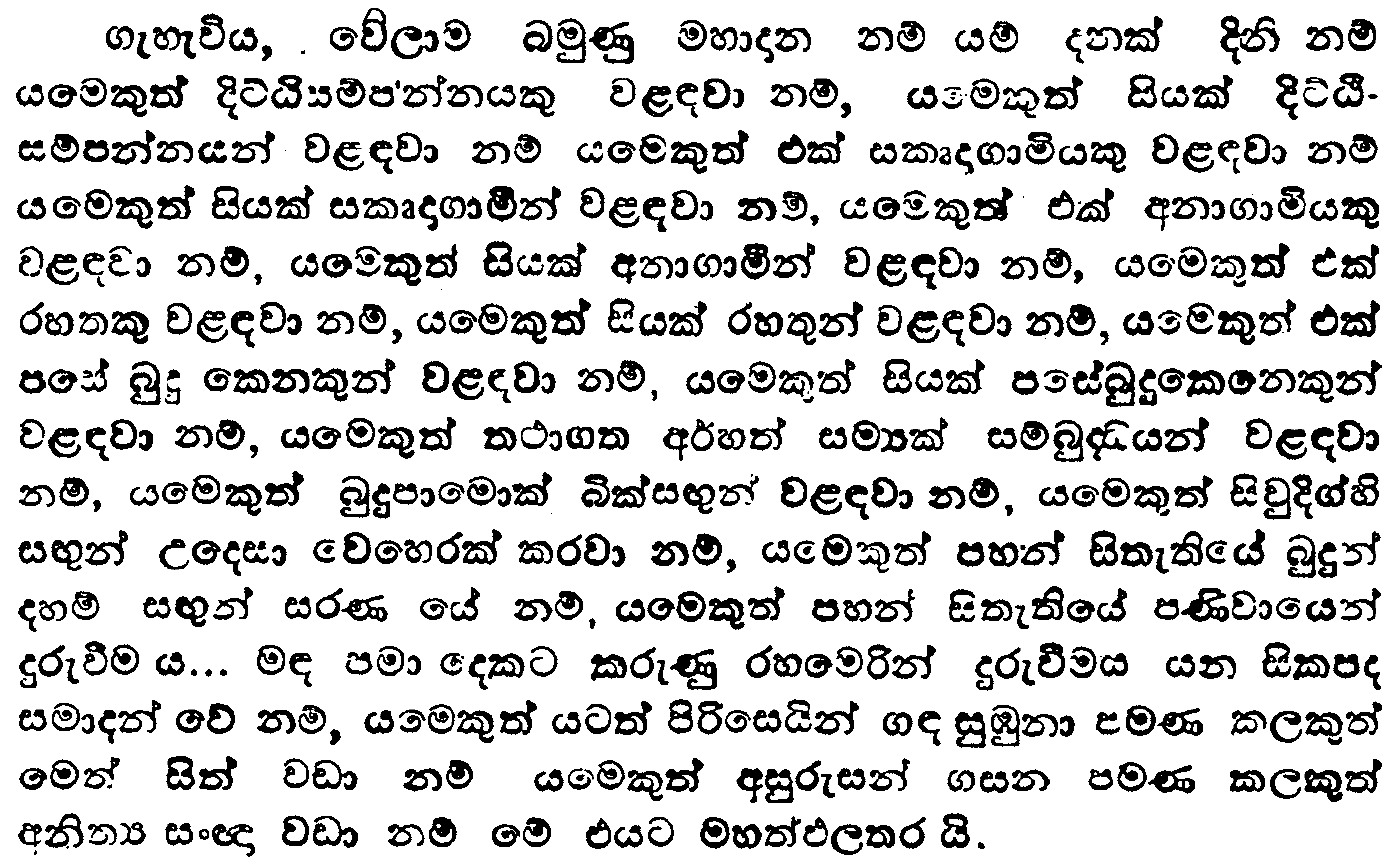 ගැහැවිය, වේලාම බමුණු මහාදාන නම් යම් දනක් දිනි නම්
යමෙකුත් දිට්ඨිසම්පන්නයකු වළඳවා නම්, යමෙකුත් සියක් දිට්ඨි-
සම්පන්නයන් වළඳවා නම් යමෙකුත් එක් සකෘදාගාමියකු වළඳවා නම්
යමෙකුත් සියක් සකෘදාගාමීන් වළඳවා නම්, යමෙකුත් එක් අනාගාමියකු
වළඳවා නම්, යමෙකුත් සියක් අනාගාමීන් වළඳවා නම්, යමෙකුත් එක්
රහතකු වළඳවා නම්, යමෙකුත් සියක් රහතුන් වළඳවා නම්, යමෙකුත් එක්
පසේ බුදු කෙනකුන් වළඳවා නම්, යමෙකුත් සියක් පසේබුදුකෙනෙකුන්
වළඳවා නම්, යමෙකුත් තථාගත අර්හත් සම්‍යක් සම්බුද්ධයන් වළඳවා
නම්, යමෙකුත් බුදුපාමොක් බික්සඟුන් වළඳවා නම්, යමෙකුත් සිවුදිග්හි
සඟුන් උදෙසා වෙහෙරක් කරවා නම්, යමෙකුත් පහන් සිතැතියේ බුදුන්
දහම් සඟුන් සරණ යේ නම්, යමෙකුත් පහන් සිතැතියේ පණිවායෙන්
දුරුවීම ය... මඳ පමා දෙකට කරුණු රහමෙරින් දුරුවීමය යන සිකපද
සමාදන් වේ නම්, යමෙකුත් යටත් පිරිසෙයින් ගඳ සුඹුනා පමණ කලකුත්
මෙත් සිත් වඩා නම් යමෙකුත් අසුරුසන් ගසන පමණ කලකුත්
අනිත්‍ය සංඥා වඩා නම් මේ එයට මහත්ඵලතර යි.